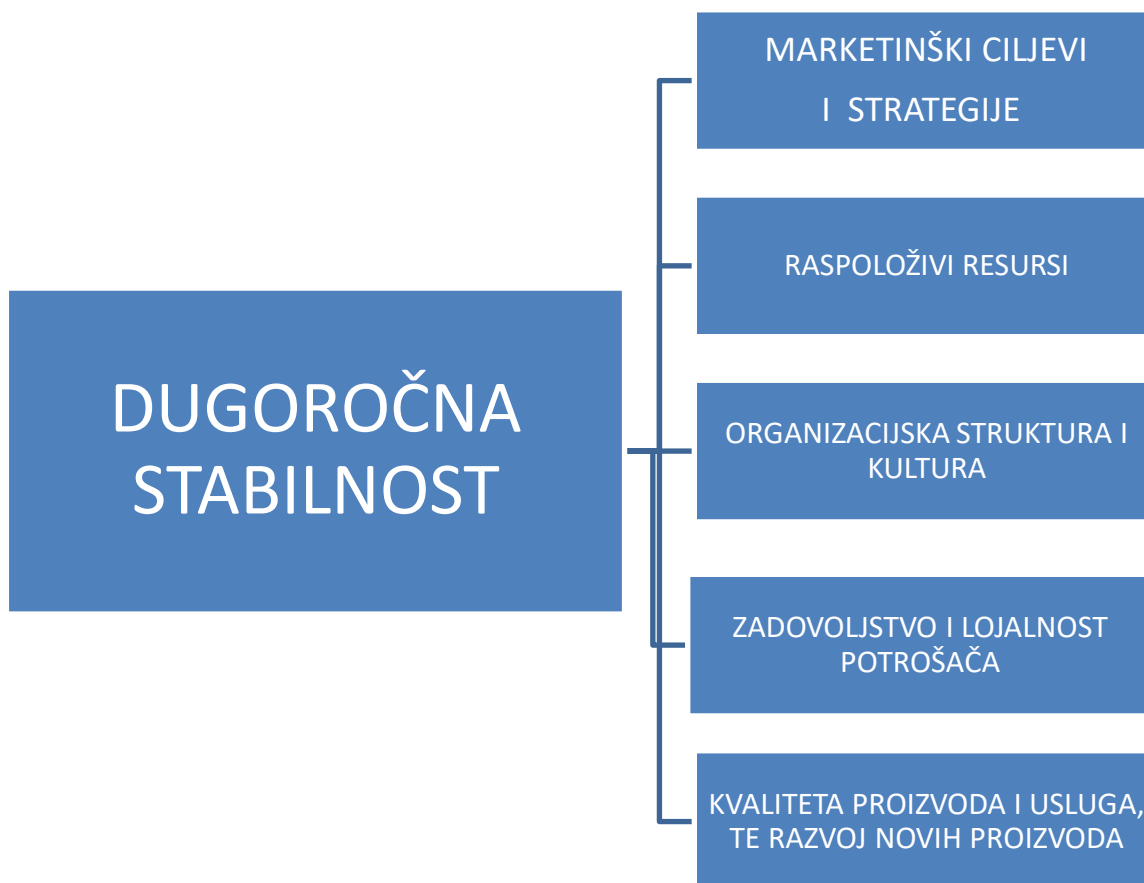 DUGOROČNA
STABILNOST
MARKETINŠKI CILJEVI
I STRATEGIJE
RASPOLOŽIVI RESURSI
ORGANIZACIJSKA STRUKTURA I
KULTURA
ZADOVOLJSTVO I LOJALNOST
POTROŠAČA
KVALITETA PROIZVODA I USLUGA,
TE RAZVOJ NOVIH PROIZVODA